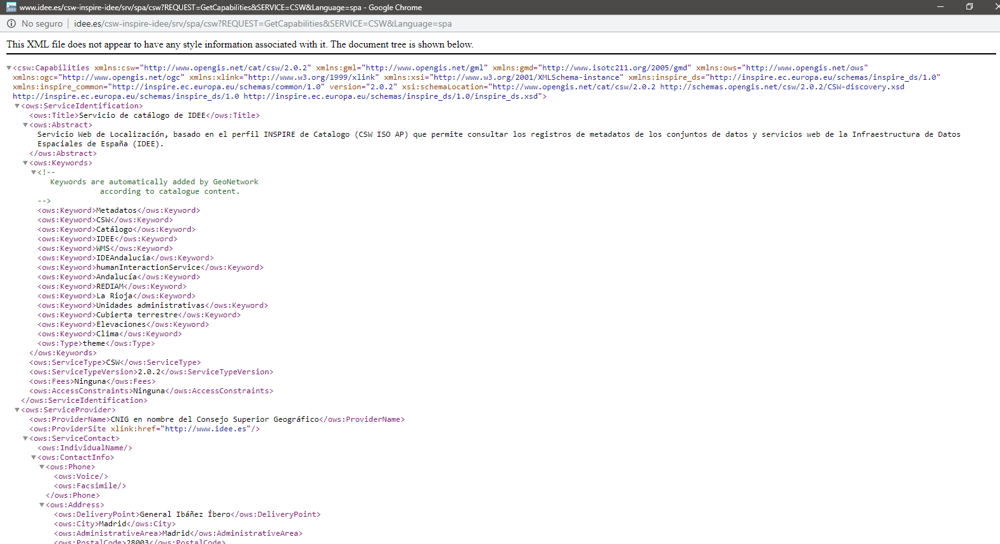 www.idee.es/csw-inspire-idee/srv/spa/csw?REQUEST=GetCapabilities&SERVICE=CSW&Language=spa - Google Chrome
No seguro | idee.es/csw-inspire-idee/srv/spa/csw?REQUEST=GetCapabilities&SERVICE=CSW&Language=spa
This XML file does not appear to have any style information associated with it. The document tree is shown below.
▼<csw:Capabilities xmlns:csw="http://www.opengis.net/cat/csw/2.0.2" xmlns:gml="http://www.opengis.net/gml" xmlns:gmd="http://www.isotc211.org/2005/gmd" xmlns:ows="http://www.opengis.net/ows"
xmlns:ogc="http://www.opengis.net/ogc" xmlns:xlink="http://www.w3.org/1999/xlink" xmlns:xsi="http://www.w3.org/2001/XMLSchema-instance" xmlns:inspire_ds="http://inspire.ec.europa.eu/schemas/inspire_ds/1.0"
xmlns:inspire_common="http://inspire.ec.europa.eu/schemas/common/1.0" version="2.0.2" xsi:schemaLocation="http://www.opengis.net/cat/csw/2.0.2 http://schemas.opengis.net/csw/2.0.2/CSW-discovery.xsd
http://inspire.ec.europa.eu/schemas/inspire_ds/1.0 http://inspire.ec.europa.eu/schemas/inspire_ds/1.0/inspire_ds.xsd">
▼<ows:ServiceIdentification>
<ows:Title>Servicio de catálogo de IDEE</ows:Title>
▼<ows:Abstract>
Servicio Web de Localización, basado en el perfil INSPIRE de Catalogo (CSW ISO AP) que permite consultar los registros de metadatos de los conjuntos de datos y servicios web de la Infraestructura de Datos
Espaciales de España (IDEE).
</ows:Abstract>
▼<ows:Keywords>
▼<!--
Keywords are automatically added by GeoNetwork
according to catalogue content.
-->
<ows:Keyword>Metadatos</ows:Keyword>
<ows:Keyword>CSW</ows:Keyword>
<ows:Keyword>Catálogo</ows:Keyword>
<ows:Keyword>IDEE</ows:Keyword>
<ows:Keyword>WMS</ows:Keyword>
<ows:Keyword>IDEAndalucia</ows:Keyword>
<ows:Keyword>humanInteractionService</ows:Keyword>
<ows:Keyword>Andalucía</ows:Keyword>
<ows:Keyword>REDIAM</ows:Keyword>
<ows:Keyword>La Rioja</ows:Keyword>
<ows:Keyword>Unidades administrativas</ows:Keyword>
<ows:Keyword>Cubierta terrestre</ows:Keyword>
<ows:Keyword>Elevaciones</ows:Keyword>
<ows:Keyword>Clima</ows:Keyword>
<ows:Type>theme</ows:Type>
</ows:Keywords>
<ows:ServiceType>CSW</ows:ServiceType>
<ows:ServiceTypeVersion>2.0.2</ows:ServiceTypeVersion>
<ows:Fees>Ninguna</ows:Fees>
<ows:AccessConstraints>Ninguna</ows:AccessConstraints>
</ows:ServiceIdentification>
▼<ows:ServiceProvider>
<ows:ProviderName>CNIG en nombre del Consejo Superior Geográfico</ows:ProviderName>
<ows:ProviderSite xlink:href="http://www.idee.es"/>
▼<ows:ServiceContact>
<ows:IndividualName/>
▼<ows:ContactInfo>
▼<ows:Phone>
<ows:Voice/>
<ows:Facsimile/>
</ows:Phone>
▼<ows:Address>
<ows:DeliveryPoint>General Ibáñez Íbero</ows:DeliveryPoint>
<ows:City>Madrid</ows:City>
<ows:AdministrativeArea>Madrid</ows:AdministrativeArea>
<ows:PostalCode>28003</ows:PostalCode>